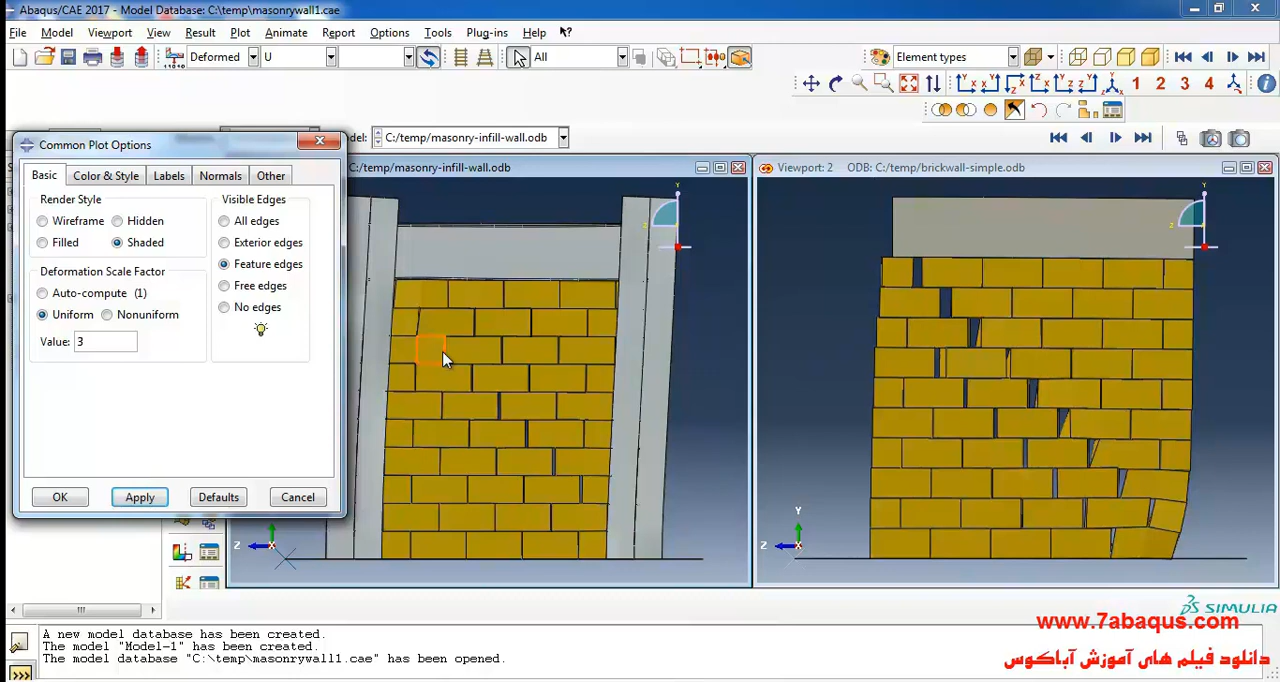 Abaqus/CAE 2017 - Model Database: C:\temp\masonrywall1.cae
File Model Viewport View Result Plot Animate Report Options Tools Plug-ins Help
Deformed U All Element types
1 2 3 4
Common Plot Options
C:/temp/masonry-infill-wall.odb
Basic Color & Style Labels Normals Other
C:/temp/masonry-infill-wall.odb
Viewport: 2 ODB: C:/temp/brickwall-simple.odb
Render Style
Wireframe Hidden
Filled Shaded
Deformation Scale Factor
Auto-compute (1)
Uniform Nonuniform
Value: 3
Visible Edges
All edges
Exterior edges
Feature edges
Free edges
No edges
OK Apply Defaults Cancel
Y
Z
Y
Z
Z
Y
Z
SIMULIA
A new model database has been created.
The model "Model-1" has been created.
The model database "C:\temp\masonrywall1.cae" has been opened.
www.7abaqus.com
دانلود فیلم های آموزش آباکوس